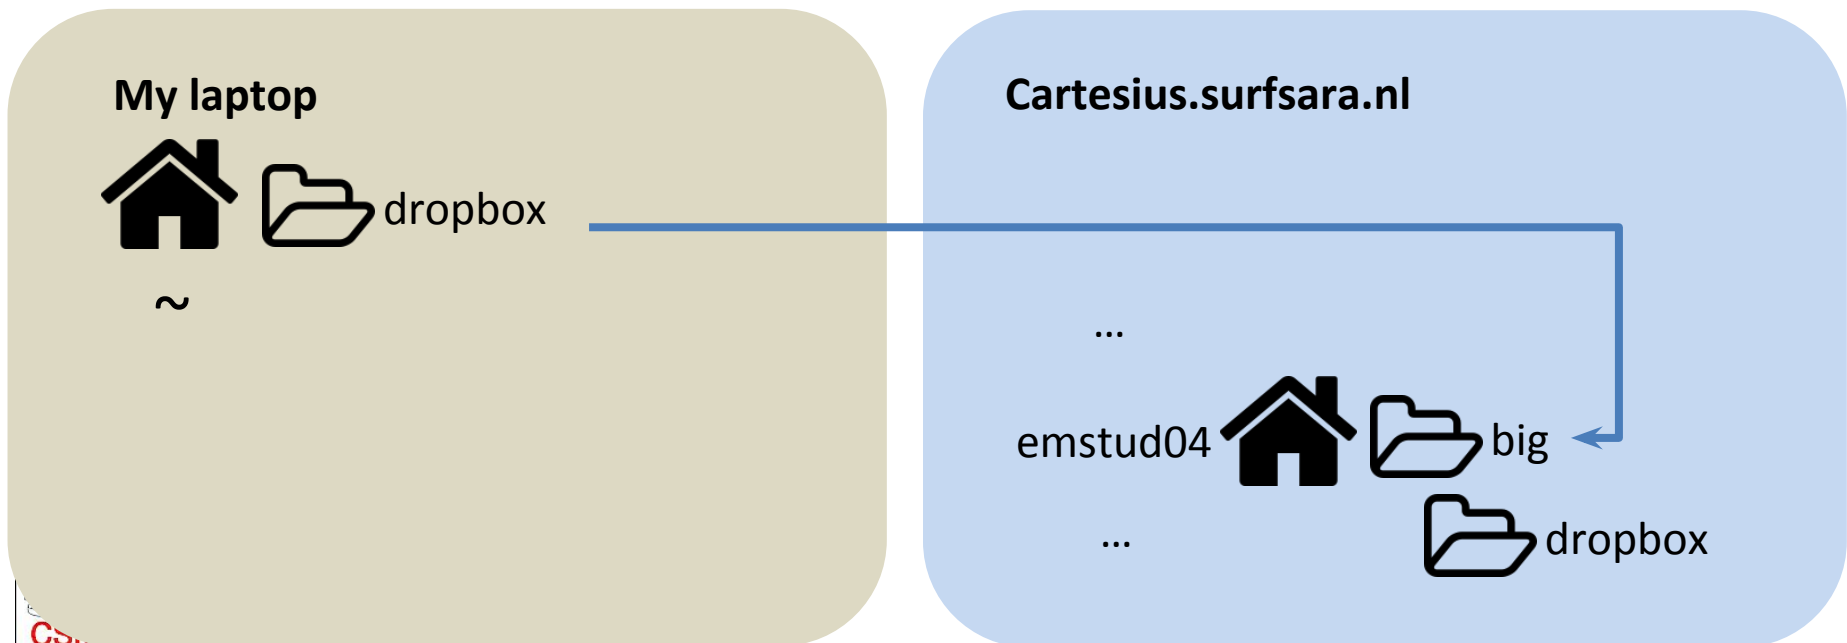 My laptop
dropbox
~
Cartesius.surfsara.nl
...
emstud04
big
...
dropbox